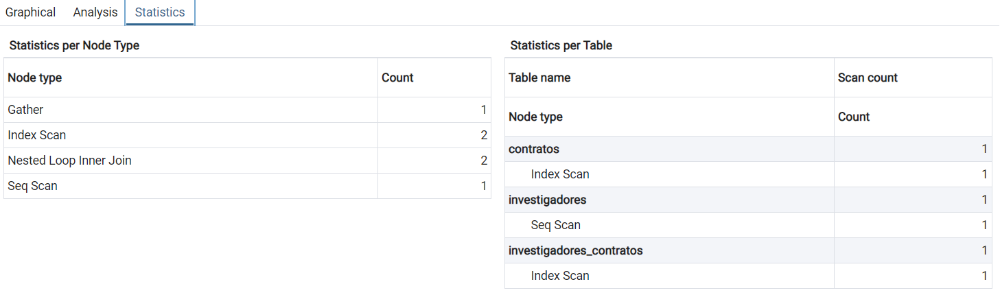 Graphical Analysis Statistics
Statistics per Node Type
Node type Count
Gather 1
Index Scan 2
Nested Loop Inner Join 2
Seq Scan 1
Statistics per Table
Table name Scan count
Node type Count
contratos 1
Index Scan 1
investigadores 1
Seq Scan 1
investigadores_contratos 1
Index Scan 1